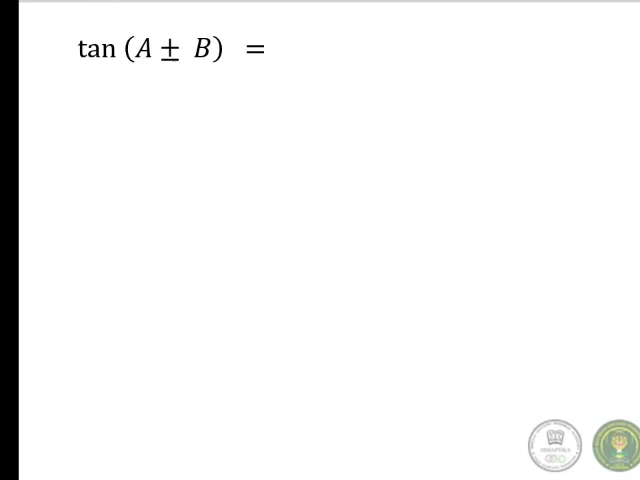 tan (A ± B) =